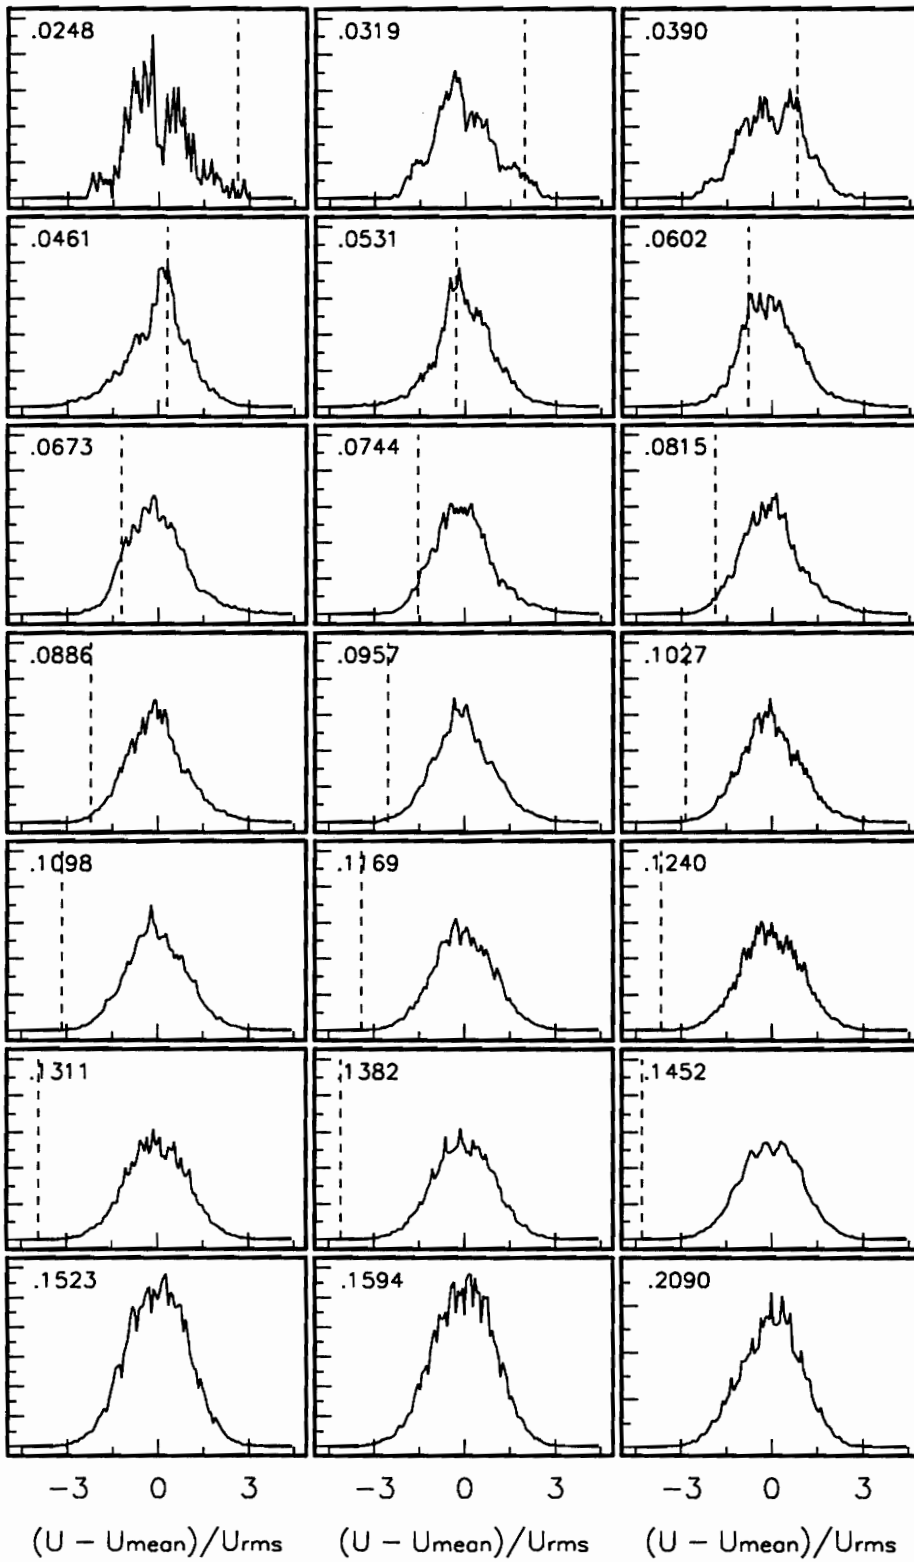 .0248 .0319 .0390
.0461 .0531 .0602
.0673 .0744 .0815
.0886 .0957 .1027
.1098 .1169 .1240
.1311 .1382 .1452
.1523 .1594 .2090
−3 0 3 −3 0 3 −3 0 3
(U − Umean)/Urms (U − Umean)/Urms (U − Umean)/Urms